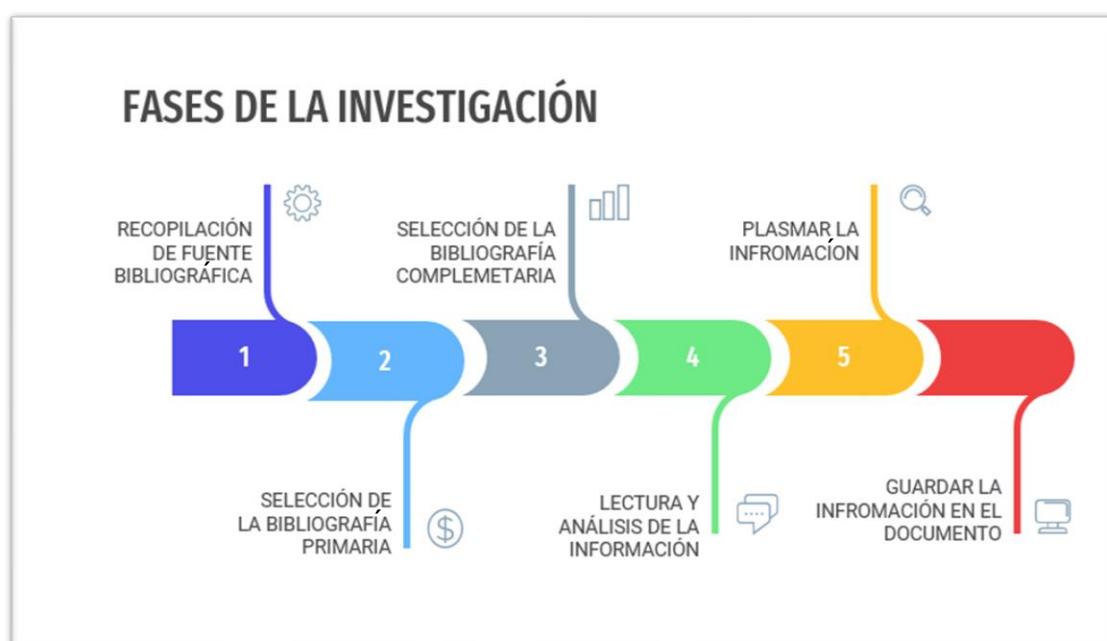 FASES DE LA INVESTIGACIÓN
RECOPILACIÓN
DE FUENTE
BIBLIOGRÁFICA
SELECCIÓN DE LA
BIBLIOGRAFÍA
COMPLEMETARIA
PLASMAR LA
INFROMACÍON
1
2
3
4
5
SELECCIÓN DE
LA BIBLIOGRAFÍA
PRIMARIA
$
LECTURA Y
ANÁLISIS DE LA
INFORMACIÓN
GUARDAR LA
INFROMACIÓN EN EL
DOCUMENTO